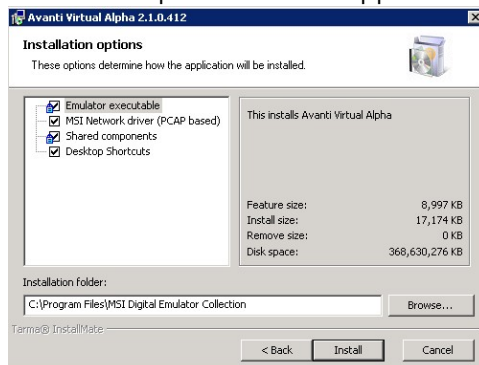 Avanti Virtual Alpha 2.1.0.412
Installation options
These options determine how the application will be installed.
Emulator executable
MSI Network driver (PCAP based)
Shared components
Desktop Shortcuts
This installs Avanti Virtual Alpha
Feature size: 8,997 KB
Install size: 17,174 KB
Remove size: 0 KB
Disk space: 368,630,276 KB
Installation folder:
C:\Program Files\MSI Digital Emulator Collection
Browse...
Tarma® InstallMate
< Back Install Cancel